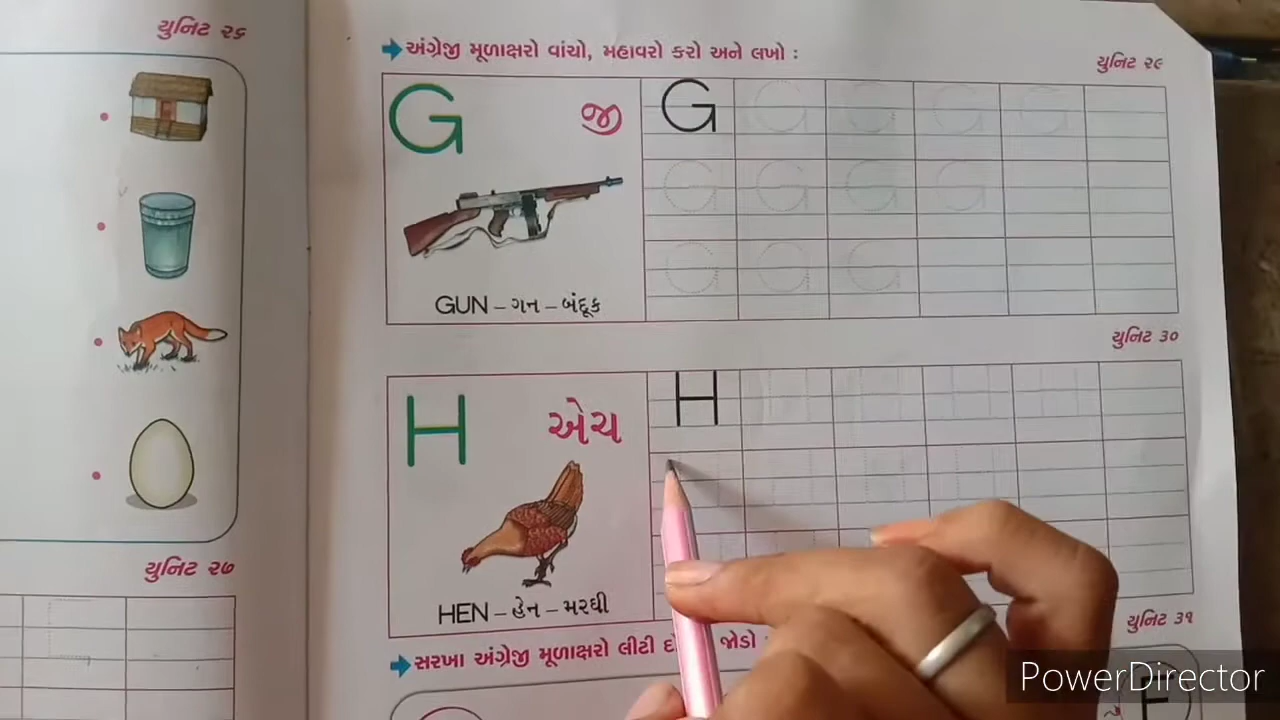 યુનિટ ૨૬
યુનિટ ૨૭
અંગ્રેજી મૂળાક્ષરો વાંચો, મહાવરો કરો અને લખો :
યુનિટ ૨૯
G જી G G G G G
G G G G
G G G
GUN – ગન – બંદૂક
યુનિટ ૩૦
H એચ H H H H H
H H H H
HEN – હેન – મરઘી
યુનિટ ૩૧
સરખા અંગ્રેજી મૂળાક્ષરો લીટી જોડો
F
PowerDirector